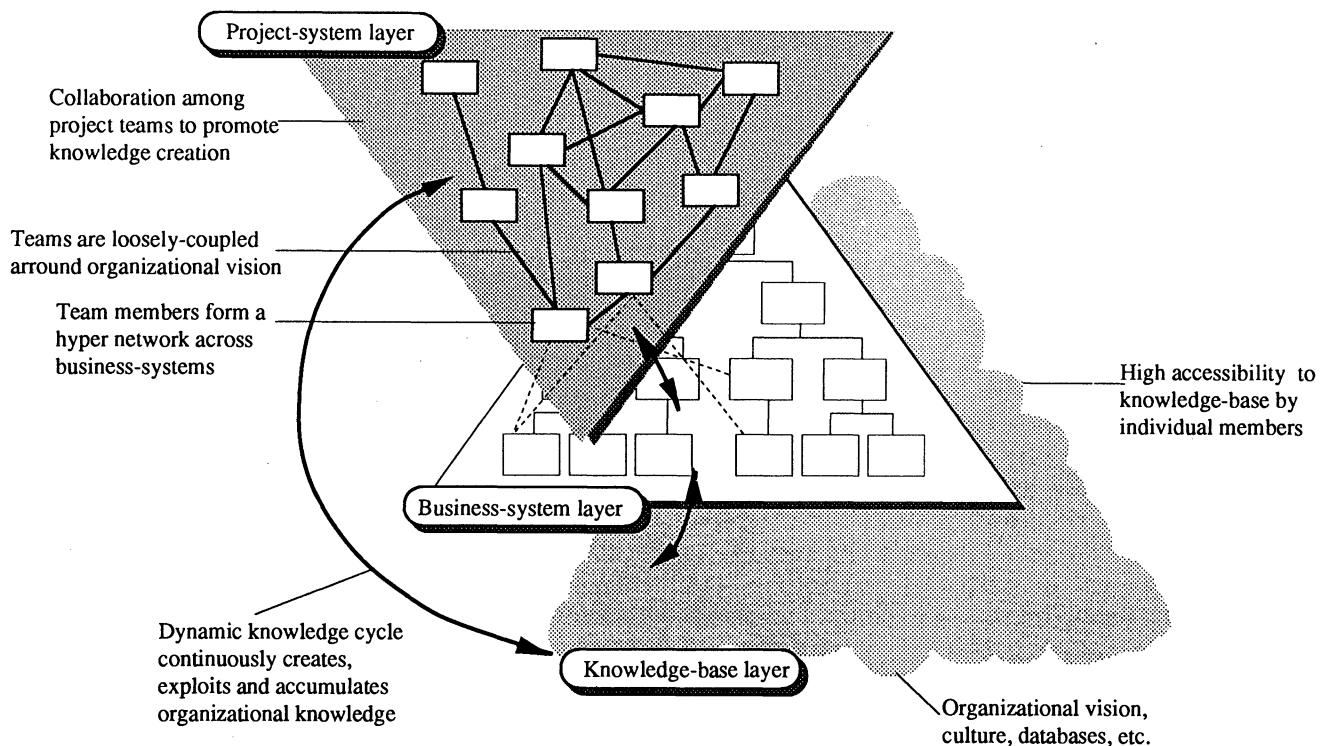 Project-system layer
Collaboration among
project teams to promote
knowledge creation
Teams are loosely-coupled
arround organizational vision
Team members form a
hyper network across
business-systems
High accessibility to
knowledge-base by
individual members
Business-system layer
Dynamic knowledge cycle
continuously creates,
exploits and accumulates
organizational knowledge
Knowledge-base layer
Organizational vision,
culture, databases, etc.